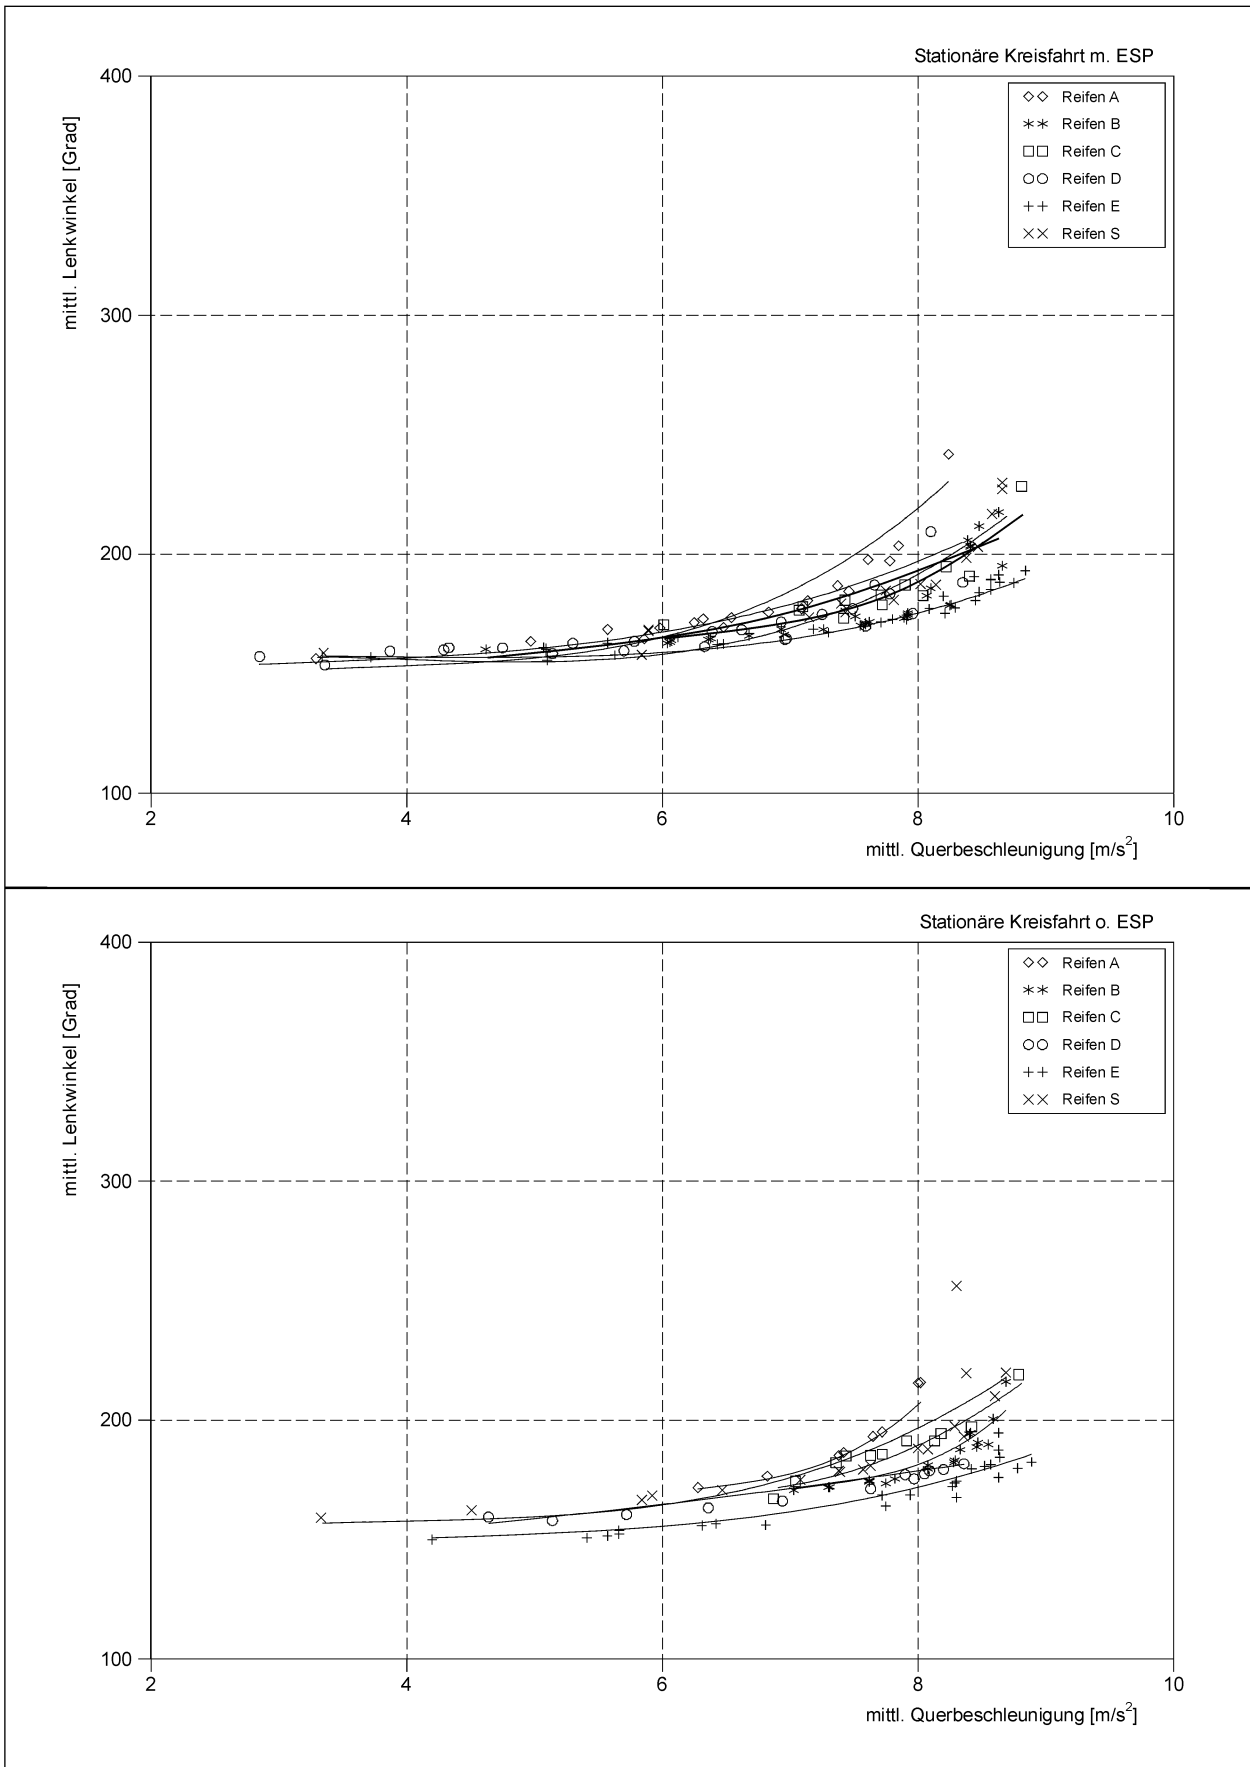 Stationäre Kreisfahrt m. ESP
400
Reifen A
Reifen B
Reifen C
Reifen D
Reifen E
Reifen S
mittl. Lenkwinkel [Grad]
300
200
100
2 4 6 8 10
mittl. Querbeschleunigung [m/s²]
Stationäre Kreisfahrt o. ESP
400
Reifen A
Reifen B
Reifen C
Reifen D
Reifen E
Reifen S
mittl. Lenkwinkel [Grad]
300
200
100
2 4 6 8 10
mittl. Querbeschleunigung [m/s²]